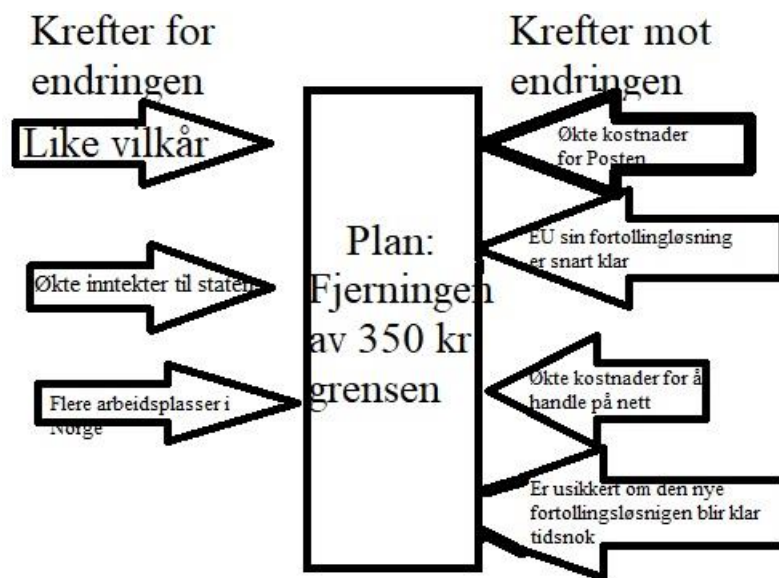 Krefter for
endringen
Like vilkår
Økte inntekter til staten
Flere arbeidsplasser i
Norge
Plan:
Fjerningen
av 350 kr
grensen
Krefter mot
endringen
Økte kostnader
for Posten
EU sin fortollingløsning
er snart klar
Økte kostnader for å
handle på nett
Er usikkert om den nye
fortollingsløsnigen blir klar
tidsnok